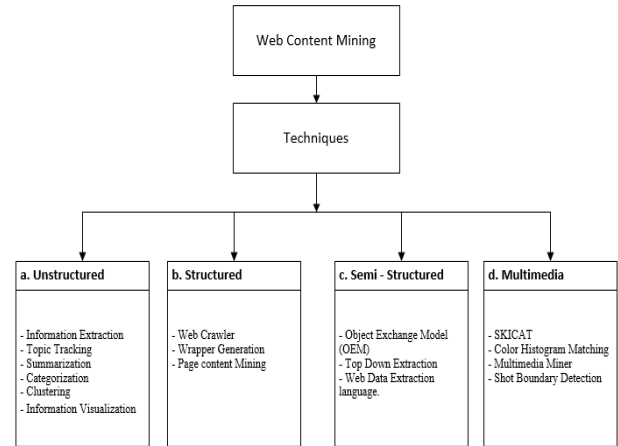 Web Content Mining
Techniques
a. Unstructured
- Information Extraction
- Topic Tracking
- Summarization
- Categorization
- Clustering
- Information Visualization
b. Structured
- Web Crawler
- Wrapper Generation
- Page content Mining
c. Semi - Structured
- Object Exchange Model
(OEM)
- Top Down Extraction
- Web Data Extraction
language.
d. Multimedia
- SKICAT
- Color Histogram Matching
- Multimedia Miner
- Shot Boundary Detection